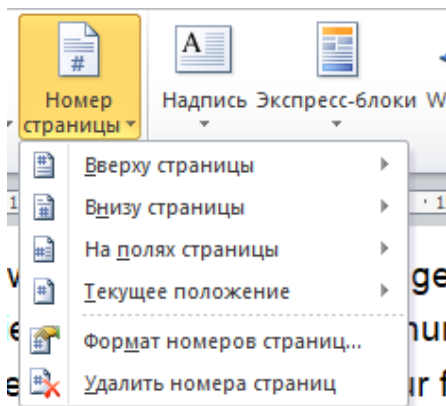 Номер страницы
Надпись
Экспресс-блоки
Вверху страницы
Внизу страницы
На полях страницы
Текущее положение
Формат номеров страниц...
Удалить номера страниц